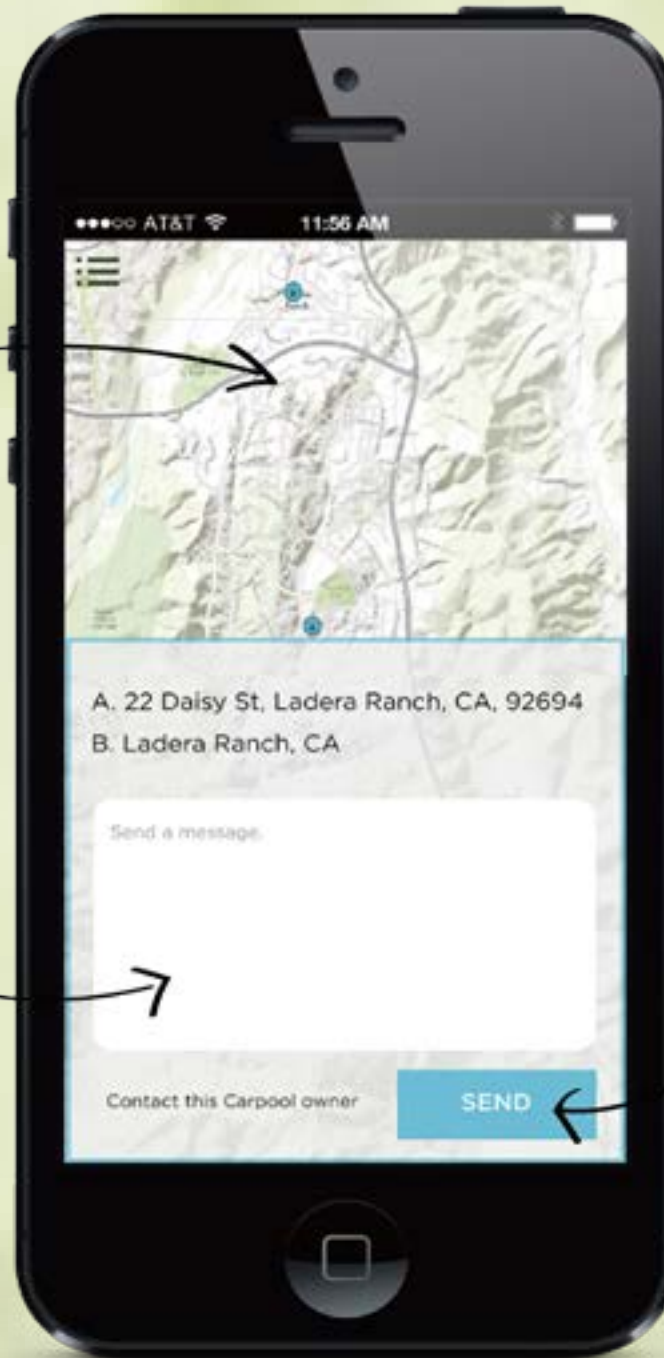 AT&T 11:56 AM
A. 22 Daisy St, Ladera Ranch, CA, 92694
B. Ladera Ranch, CA
Send a message.
Contact this Carpool owner
SEND